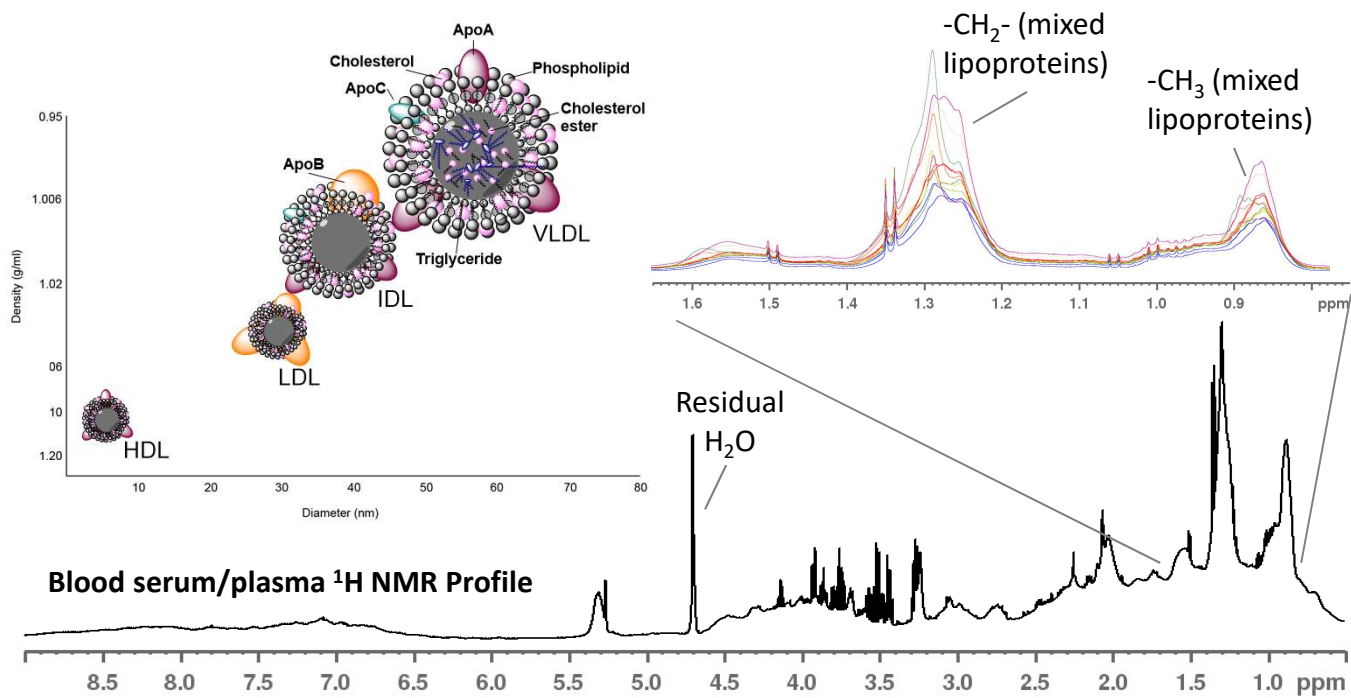 ApoA
Cholesterol
Phospholipid
ApoC
Cholesterol
ester
ApoB
VLDL
Triglyceride
IDL
LDL
HDL
Density (g/ml)
0.95
1.006
1.02
06
10
1.20
10 20 30 40 50 60 70 80
Diameter (nm)
-CH₂- (mixed
lipoproteins)
-CH₃ (mixed
lipoproteins)
1.6 1.5 1.4 1.3 1.2 1.1 1.0 0.9 ppm
Residual
H₂O
Blood serum/plasma ¹H NMR Profile
8.5 8.0 7.5 7.0 6.5 6.0 5.5 5.0 4.5 4.0 3.5 3.0 2.5 2.0 1.5 1.0 ppm